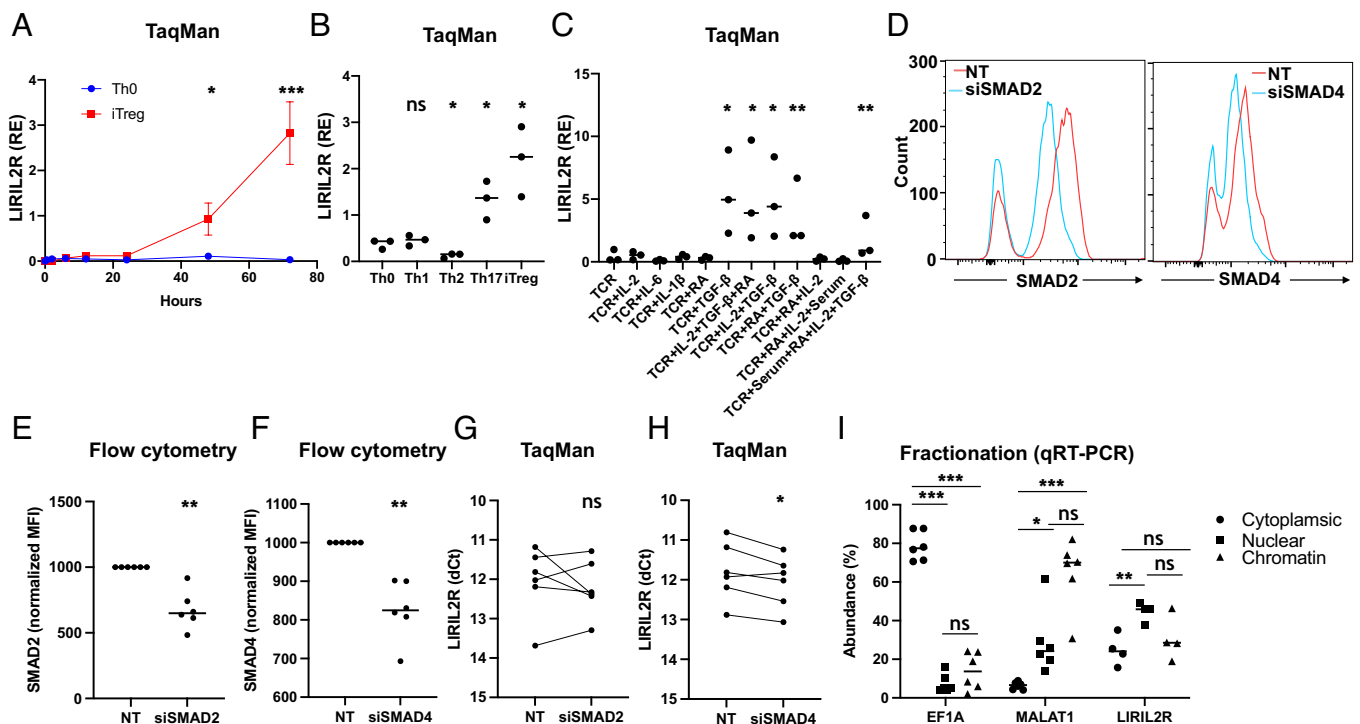 A
TaqMan
LIRIL2R (RE)
4
3
2
1
0
0
20
40
60
80
Hours
Th0
iTreg
*
***
B
TaqMan
LIRIL2R (RE)
4
3
2
1
0
ns
*
*
*
Th0
Th1
Th2
Th17
iTreg
C
TaqMan
LIRIL2R (RE)
15
10
5
0
*
*
*
**
**
TCR
TCR+IL-2
TCR+IL-6
TCR+IL-1β
TCR+RA
TCR+TGF-β
TCR+IL-2+TGF-β+RA
TCR+IL-2+TGF-β
TCR+RA+TGF-β
TCR+RA+IL-2
TCR+RA+IL-2+Serum
TCR+Serum+RA+IL-2+TGF-β
D
Count
300
200
100
0
NT
siSMAD2
SMAD2
NT
siSMAD4
SMAD4
E
Flow cytometry
SMAD2 (normalized MFI)
1500
1000
500
0
**
NT
siSMAD2
F
Flow cytometry
SMAD4 (normalized MFI)
1100
1000
900
800
700
600
**
NT
siSMAD4
G
TaqMan
LIRIL2R (dCt)
10
11
12
13
14
15
ns
NT
siSMAD2
H
TaqMan
LIRIL2R (dCt)
10
11
12
13
14
15
*
NT
siSMAD4
I
Fractionation (qRT-PCR)
Abundance (%)
100
80
60
40
20
0
***
***
ns
***
*
ns
ns
**
ns
EF1A
MALAT1
LIRIL2R
Cytoplamsic
Nuclear
Chromatin